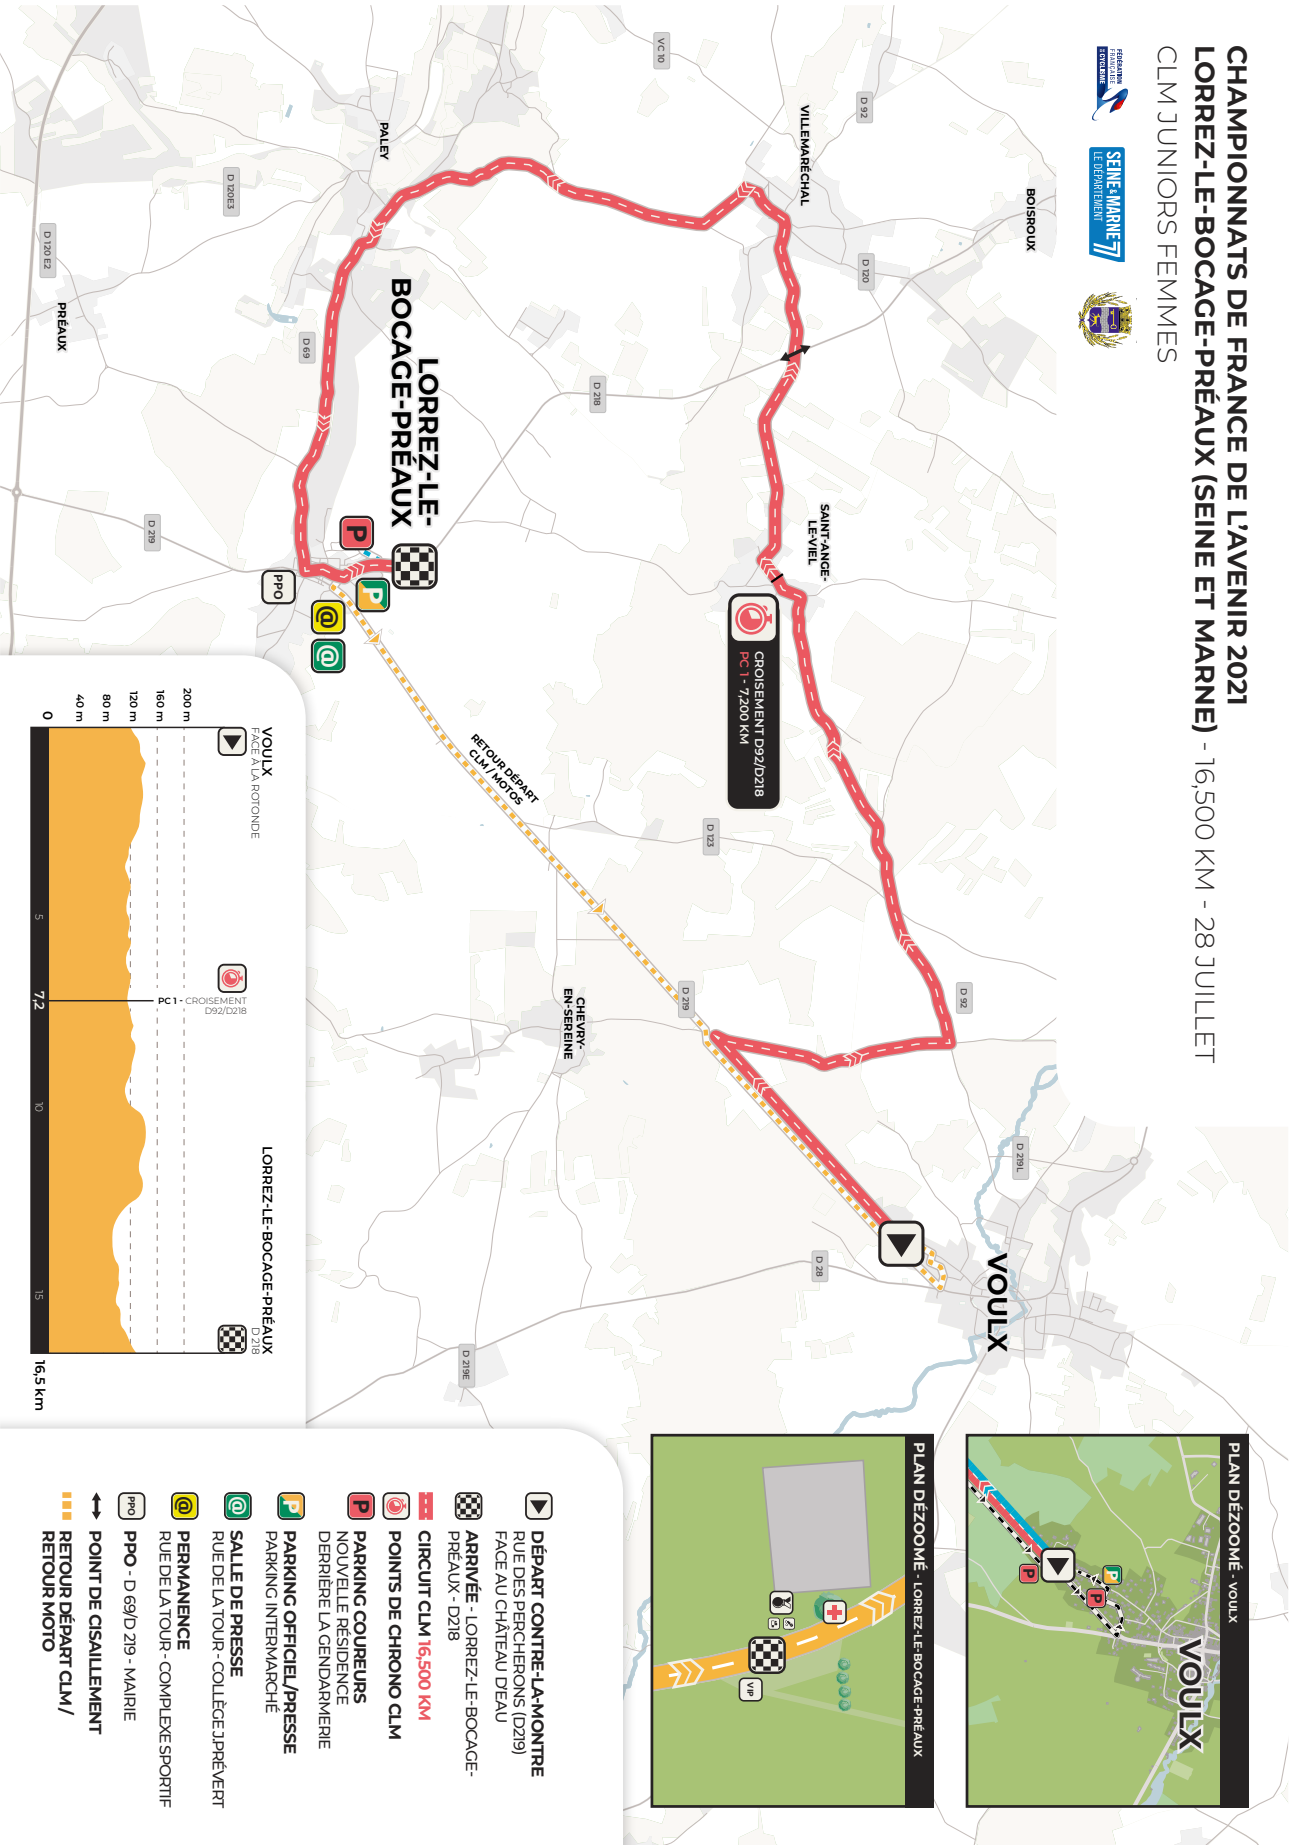 CHAMPIONNATS DE FRANCE DE L'AVENIR 2021
LORREZ-LE-BOCAGE-PRÉAUX (SEINE ET MARNE) - 16,500 KM - 28 JUILLET
CLM JUNIORS FEMMES
FÉDÉRATION
FRANÇAISE
DE CYCLISME
SEINE&MARNE 77
LE DÉPARTEMENT
BOISROUX
VILLEMARÉCHAL
D 92
VC 10
D 120
PALEY
D 120E3
D 120 E2
PRÉAUX
D 69
D 218
LORREZ-LE-
BOCAGE-PRÉAUX
D 219
P
P
PPO
@
@
SAINT-ANGE-
LE-VIEL
CROISEMENT D92/D218
PC 1 - 7,200 KM
RETOUR DÉPART
CLM / MOTOS
D 123
D 92
D 219
CHEVRY-
EN-SEREINE
D 219L
D 28
VOULX
D 219E
VOULX
FACE À LA ROTONDE
PC 1 - CROISEMENT
D92/D218
LORREZ-LE-BOCAGE-PRÉAUX
D 218
200 m
160 m
120 m
80 m
40 m
0
5
7,2
10
15
16,5 km
PLAN DÉZOOMÉ - VOULX
P
P
P
VOULX
PLAN DÉZOOMÉ - LORREZ-LE-BOCAGE-PRÉAUX
VIP
DÉPART CONTRE-LA-MONTRE
RUE DES PERCHERONS (D219)
FACE AU CHÂTEAU D'EAU
ARRIVÉE - LORREZ-LE-BOCAGE-
PRÉAUX - D218
CIRCUIT CLM 16,500 KM
POINTS DE CHRONO CLM
P
PARKING COUREURS
NOUVELLE RÉSIDENCE
DERRIÈRE LA GENDARMERIE
P
PARKING OFFICIEL/PRESSE
PARKING INTERMARCHÉ
@
SALLE DE PRESSE
RUE DE LA TOUR - COLLÈGE J.PRÉVERT
@
PERMANENCE
RUE DE LA TOUR - COMPLEXE SPORTIF
PPO
PPO - D 69/D 219 - MAIRIE
POINT DE CISAILLEMENT
RETOUR DÉPART CLM /
RETOUR MOTO